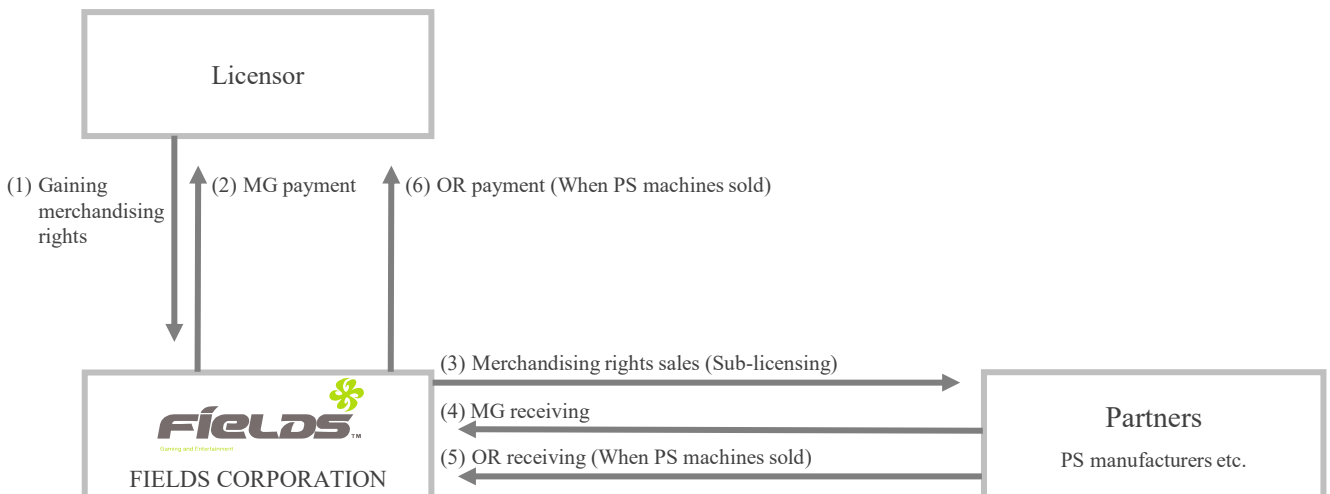 Licensor
(1) Gaining
merchandising
rights
(2) MG payment
(6) OR payment (When PS machines sold)
(3) Merchandising rights sales (Sub-licensing)
(4) MG receiving
(5) OR receiving (When PS machines sold)
FIELDS™
Gaming and Entertainment
FIELDS CORPORATION
Partners
PS manufacturers etc.